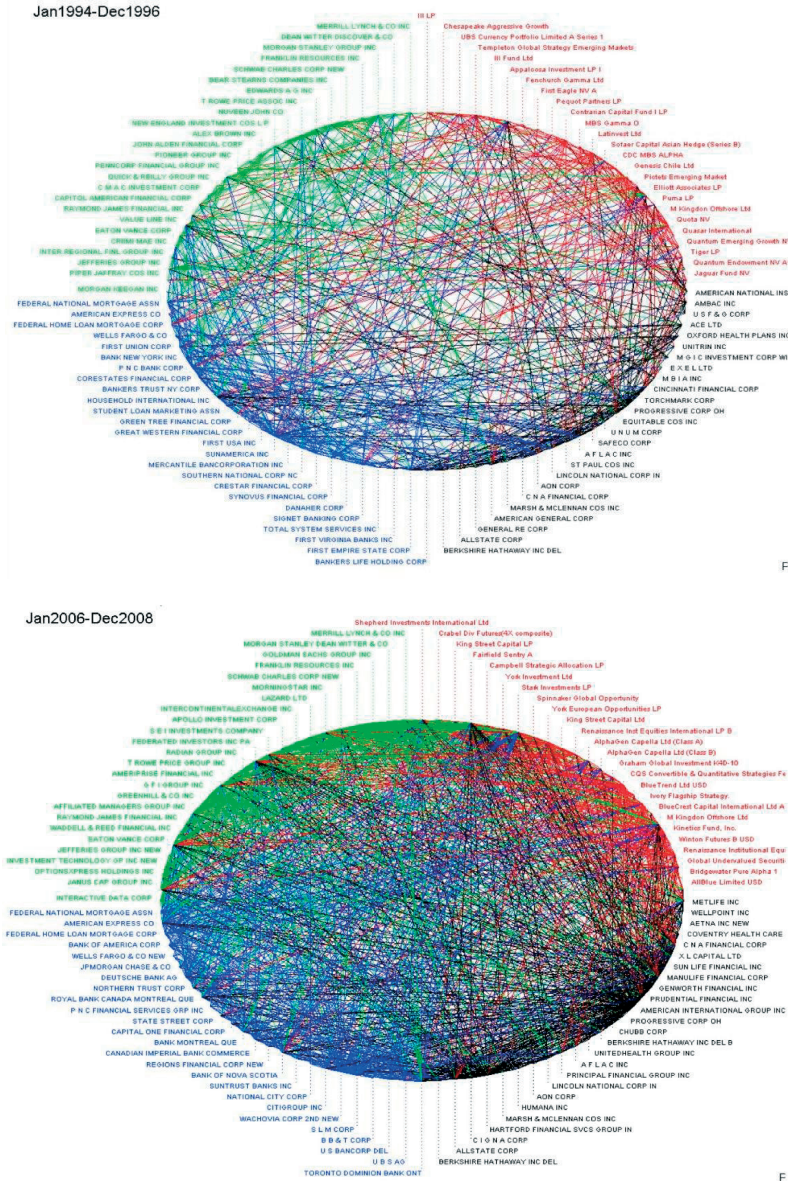 Jan1994-Dec1996
III LP
MERRILL LYNCH & CO INC
Chesapeake Aggressive Growth
DEAN WITTER DISCOVER & CO
UBS Currency Portfolio Limited A Series 1
MORGAN STANLEY GROUP INC
Templeton Global Strategy Emerging Markets
FRANKLIN RESOURCES INC
III Fund Ltd
SCHWAB CHARLES CORP NEW
Appaloosa Investment LP I
BEAR STEARNS COMPANIES INC
Fenchurch Gamma Ltd
EDWARDS A G INC
First Eagle NV A
T ROWE PRICE ASSOC INC
Pequot Partners LP
NUVEEN JOHN CO
Contrarian Capital Fund I LP
NEW ENGLAND INVESTMENT COS L P
MBS Gamma O
ALEX BROWN INC
Latinvest Ltd
JOHN ALDEN FINANCIAL CORP
Sofaer Capital Asian Hedge (Series B)
PIONEER GROUP INC
CDC MBS ALPHA
PENNCORP FINANCIAL GROUP INC
Genesis Chile Ltd
QUICK & REILLY GROUP INC
Pictets Emerging Market
C M A C INVESTMENT CORP
Elliott Associates LP
CAPITOL AMERICAN FINANCIAL CORP
Puma LP
RAYMOND JAMES FINANCIAL INC
M Kingdon Offshore Ltd
VALUE LINE INC
Quota NV
EATON VANCE CORP
Quasar International
CRIIMI MAE INC
Quantum Emerging Growth N
INTER REGIONAL FINL GROUP INC
Tiger LP
JEFFERIES GROUP INC
Quantum Endowment NV A
PIPER JAFFRAY COS INC
Jaguar Fund NV
MORGAN KEEGAN INC
AMERICAN NATIONAL INS
FEDERAL NATIONAL MORTGAGE ASSN
AMBAC INC
AMERICAN EXPRESS CO
U S F & G CORP
FEDERAL HOME LOAN MORTGAGE CORP
ACE LTD
WELLS FARGO & CO
OXFORD HEALTH PLANS INC
FIRST UNION CORP
UNITRIN INC
BANK NEW YORK INC
M G I C INVESTMENT CORP WI
P N C BANK CORP
E X E L LTD
CORESTATES FINANCIAL CORP
M B I A INC
BANKERS TRUST NY CORP
CINCINNATI FINANCIAL CORP
HOUSEHOLD INTERNATIONAL INC
TORCHMARK CORP
STUDENT LOAN MARKETING ASSN
PROGRESSIVE CORP OH
GREEN TREE FINANCIAL CORP
EQUITABLE COS INC
GREAT WESTERN FINANCIAL CORP
U N U M CORP
FIRST USA INC
SAFECO CORP
SUNAMERICA INC
A F L A C INC
MERCANTILE BANCORPORATION INC
ST PAUL COS INC
SOUTHERN NATIONAL CORP NC
LINCOLN NATIONAL CORP IN
CRESTAR FINANCIAL CORP
AON CORP
SYNOVUS FINANCIAL CORP
C N A FINANCIAL CORP
DANAHER CORP
MARSH & MCLENNAN COS INC
SIGNET BANKING CORP
AMERICAN GENERAL CORP
TOTAL SYSTEM SERVICES INC
GENERAL RE CORP
FIRST VIRGINIA BANKS INC
ALLSTATE CORP
FIRST EMPIRE STATE CORP
BERKSHIRE HATHAWAY INC DEL
BANKERS LIFE HOLDING CORP
F
Jan2006-Dec2008
Shepherd Investments International Ltd
MERRILL LYNCH & CO INC
Crabel Div Futures(4X composite)
MORGAN STANLEY DEAN WITTER & CO
King Street Capital LP
GOLDMAN SACHS GROUP INC
Fairfield Sentry A
FRANKLIN RESOURCES INC
Campbell Strategic Allocation LP
SCHWAB CHARLES CORP NEW
York Investment Ltd
MORNINGSTAR INC
Stark Investments LP
LAZARD LTD
Spinnaker Global Opportunity
INTERCONTINENTALEXCHANGE INC
York European Opportunities LP
APOLLO INVESTMENT CORP
King Street Capital Ltd
S E I INVESTMENTS COMPANY
Renaissance Inst Equities International LP B
FEDERATED INVESTORS INC PA
AlphaGen Capella Ltd (Class A)
RADIAN GROUP INC
AlphaGen Capella Ltd (Class B)
T ROWE PRICE GROUP INC
Graham Global Investment K4D-10
AMERIPRISE FINANCIAL INC
CQS Convertible & Quantitative Strategies Fe
G F I GROUP INC
BlueTrend Ltd USD
GREENHILL & CO INC
Ivory Flagship Strategy
AFFILIATED MANAGERS GROUP INC
BlueCrest Capital International Ltd A
RAYMOND JAMES FINANCIAL INC
M Kingdon Offshore Ltd
WADDELL & REED FINANCIAL INC
Kinetics Fund, Inc.
EATON VANCE CORP
Winton Futures B USD
JEFFERIES GROUP INC NEW
Renaissance Institutional Equi
INVESTMENT TECHNOLOGY GP INC NEW
Global Undervalued Securiti
OPTIONSXPRESS HOLDINGS INC
Bridgewater Pure Alpha 1
JANUS CAP GROUP INC
AllBlue Limited USD
INTERACTIVE DATA CORP
METLIFE INC
FEDERAL NATIONAL MORTGAGE ASSN
WELLPOINT INC
AMERICAN EXPRESS CO
AETNA INC NEW
FEDERAL HOME LOAN MORTGAGE CORP
COVENTRY HEALTH CARE
BANK OF AMERICA CORP
C N A FINANCIAL CORP
WELLS FARGO & CO NEW
X L CAPITAL LTD
JPMORGAN CHASE & CO
SUN LIFE FINANCIAL INC
DEUTSCHE BANK AG
MANULIFE FINANCIAL CORP
NORTHERN TRUST CORP
GENWORTH FINANCIAL INC
ROYAL BANK CANADA MONTREAL QUE
PRUDENTIAL FINANCIAL INC
P N C FINANCIAL SERVICES GRP INC
AMERICAN INTERNATIONAL GROUP INC
STATE STREET CORP
PROGRESSIVE CORP OH
CAPITAL ONE FINANCIAL CORP
CHUBB CORP
BANK MONTREAL QUE
BERKSHIRE HATHAWAY INC DEL B
CANADIAN IMPERIAL BANK COMMERCE
UNITEDHEALTH GROUP INC
REGIONS FINANCIAL CORP NEW
A F L A C INC
BANK OF NOVA SCOTIA
PRINCIPAL FINANCIAL GROUP INC
SUNTRUST BANKS INC
LINCOLN NATIONAL CORP IN
NATIONAL CITY CORP
AON CORP
CITIGROUP INC
HUMANA INC
WACHOVIA CORP 2ND NEW
MARSH & MCLENNAN COS INC
S L M CORP
HARTFORD FINANCIAL SVCS GROUP IN
B B & T CORP
C I G N A CORP
U S BANCORP DEL
ALLSTATE CORP
U B S AG
BERKSHIRE HATHAWAY INC DEL
TORONTO DOMINION BANK ONT
F